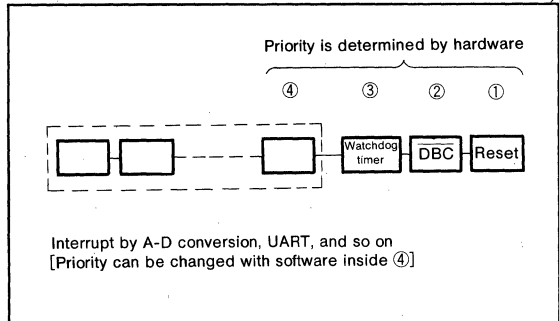 Priority is determined by hardware
④ ③ ② ①
Watchdog
timer
DBC
Reset
Interrupt by A-D conversion, UART, and so on
[Priority can be changed with software inside ④]